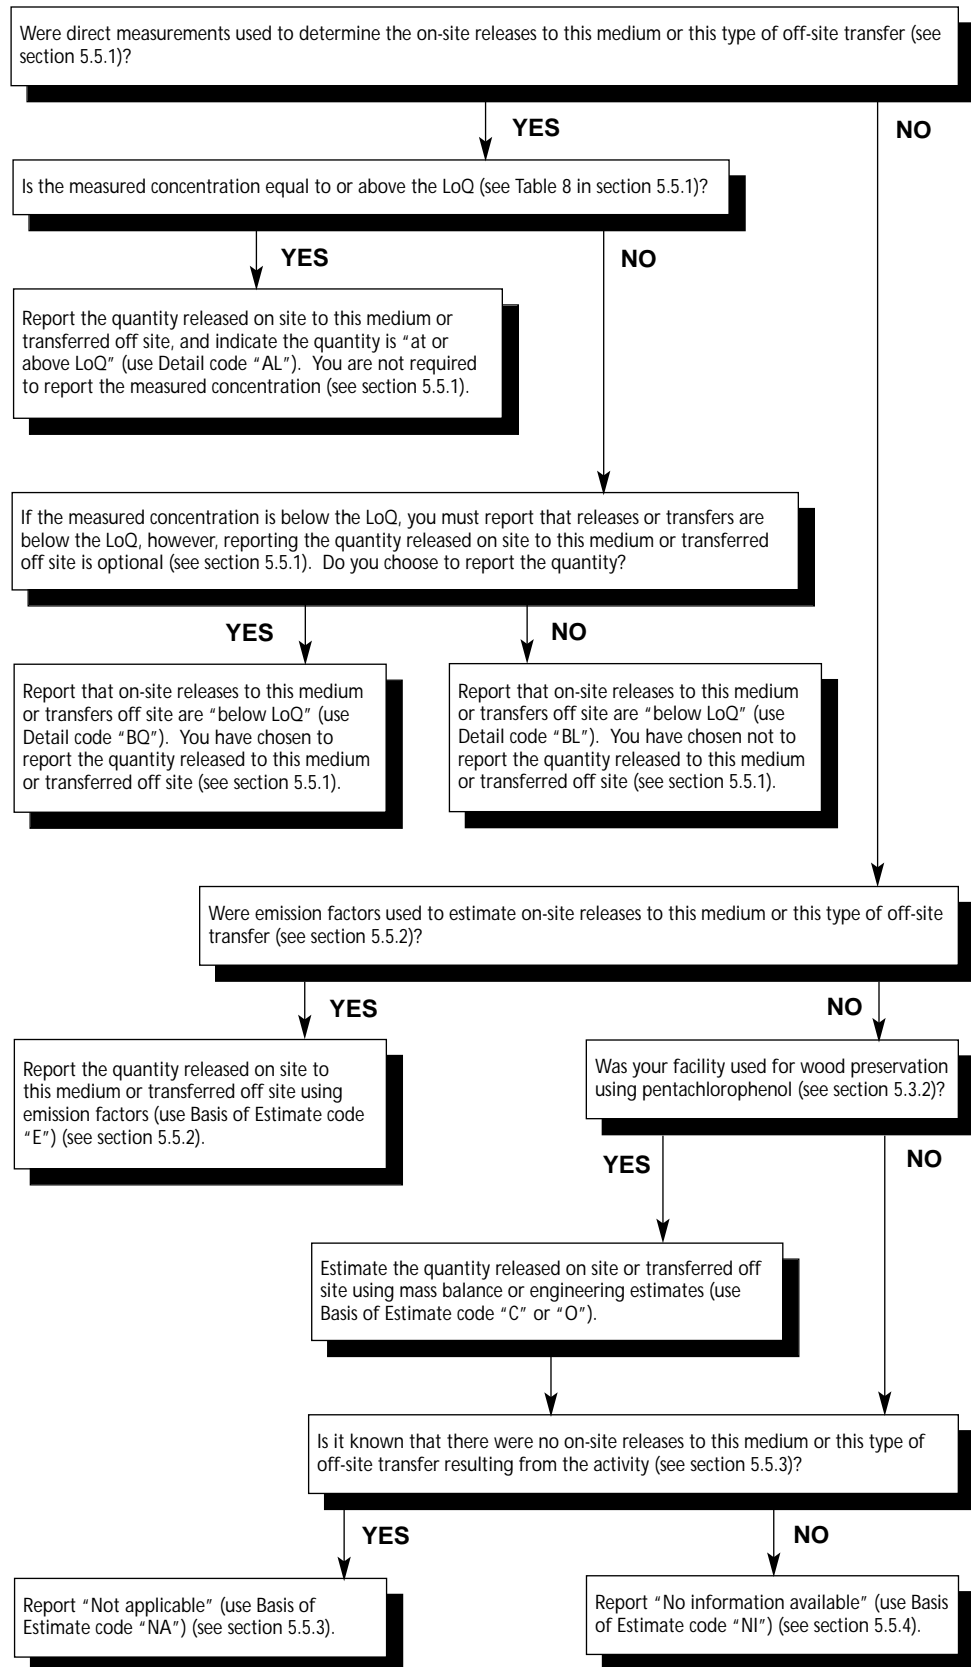 Were direct measurements used to determine the on-site releases to this medium or this type of off-site transfer (see
section 5.5.1)?
YES
NO
Is the measured concentration equal to or above the LoQ (see Table 8 in section 5.5.1)?
YES
NO
Report the quantity released on site to this medium or
transferred off site, and indicate the quantity is “at or
above LoQ” (use Detail code “AL”). You are not required
to report the measured concentration (see section 5.5.1).
If the measured concentration is below the LoQ, you must report that releases or transfers are
below the LoQ, however, reporting the quantity released on site to this medium or transferred
off site is optional (see section 5.5.1). Do you choose to report the quantity?
YES
NO
Report that on-site releases to this medium
or transfers off site are “below LoQ” (use
Detail code “BQ”). You have chosen to
report the quantity released to this medium
or transferred off site (see section 5.5.1).
Report that on-site releases to this medium
or transfers off site are “below LoQ” (use
Detail code “BL”). You have chosen not to
report the quantity released to this medium
or transferred off site (see section 5.5.1).
Were emission factors used to estimate on-site releases to this medium or this type of off-site
transfer (see section 5.5.2)?
YES
NO
Report the quantity released on site to
this medium or transferred off site using
emission factors (use Basis of Estimate code
“E”) (see section 5.5.2).
Was your facility used for wood preservation
using pentachlorophenol (see section 5.3.2)?
YES
NO
Estimate the quantity released on site or transferred off
site using mass balance or engineering estimates (use
Basis of Estimate code “C” or “O”).
Is it known that there were no on-site releases to this medium or this type of
off-site transfer resulting from the activity (see section 5.5.3)?
YES
NO
Report “Not applicable” (use Basis of
Estimate code “NA”) (see section 5.5.3).
Report “No information available” (use Basis
of Estimate code “NI”) (see section 5.5.4).